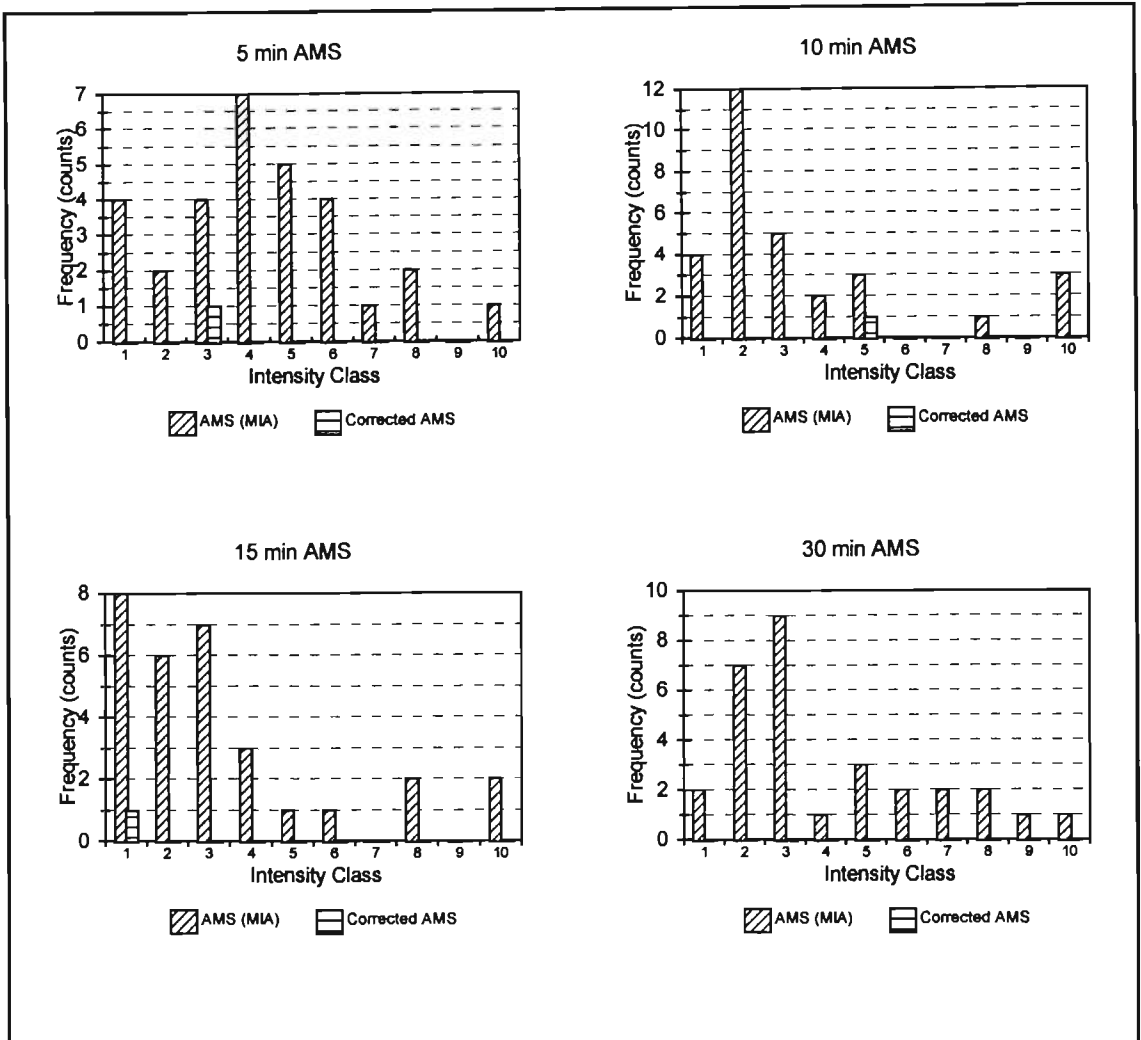 5 min AMS
Frequency (counts)
7
6
5
4
3
2
1
0
1 2 3 4 5 6 7 8 9 10
Intensity Class
AMS (MIA) Corrected AMS
10 min AMS
Frequency (counts)
12
10
8
6
4
2
0
1 2 3 4 5 6 7 8 9 10
Intensity Class
AMS (MIA) Corrected AMS
15 min AMS
Frequency (counts)
8
6
4
2
0
1 2 3 4 5 6 7 8 9 10
Intensity Class
AMS (MIA) Corrected AMS
30 min AMS
Frequency (counts)
10
8
6
4
2
0
1 2 3 4 5 6 7 8 9 10
Intensity Class
AMS (MIA) Corrected AMS